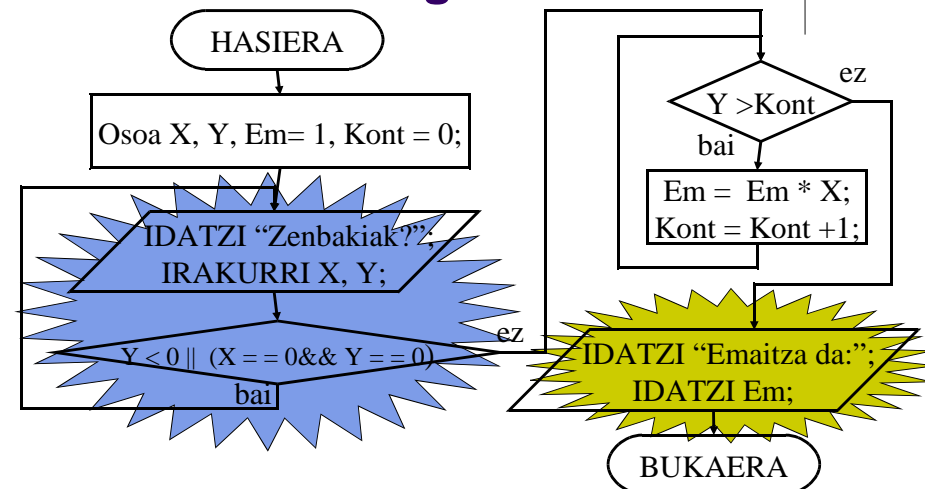 HASIERA
Osoa X, Y, Em= 1, Kont = 0;
IDATZI “Zenbakiak?”;
IRAKURRI X, Y;
Y < 0 || (X = = 0&& Y = = 0)
ez
bai
Y >Kont
ez
bai
Em = Em * X;
Kont = Kont +1;
IDATZI “Emaitza da:”;
IDATZI Em;
BUKAERA